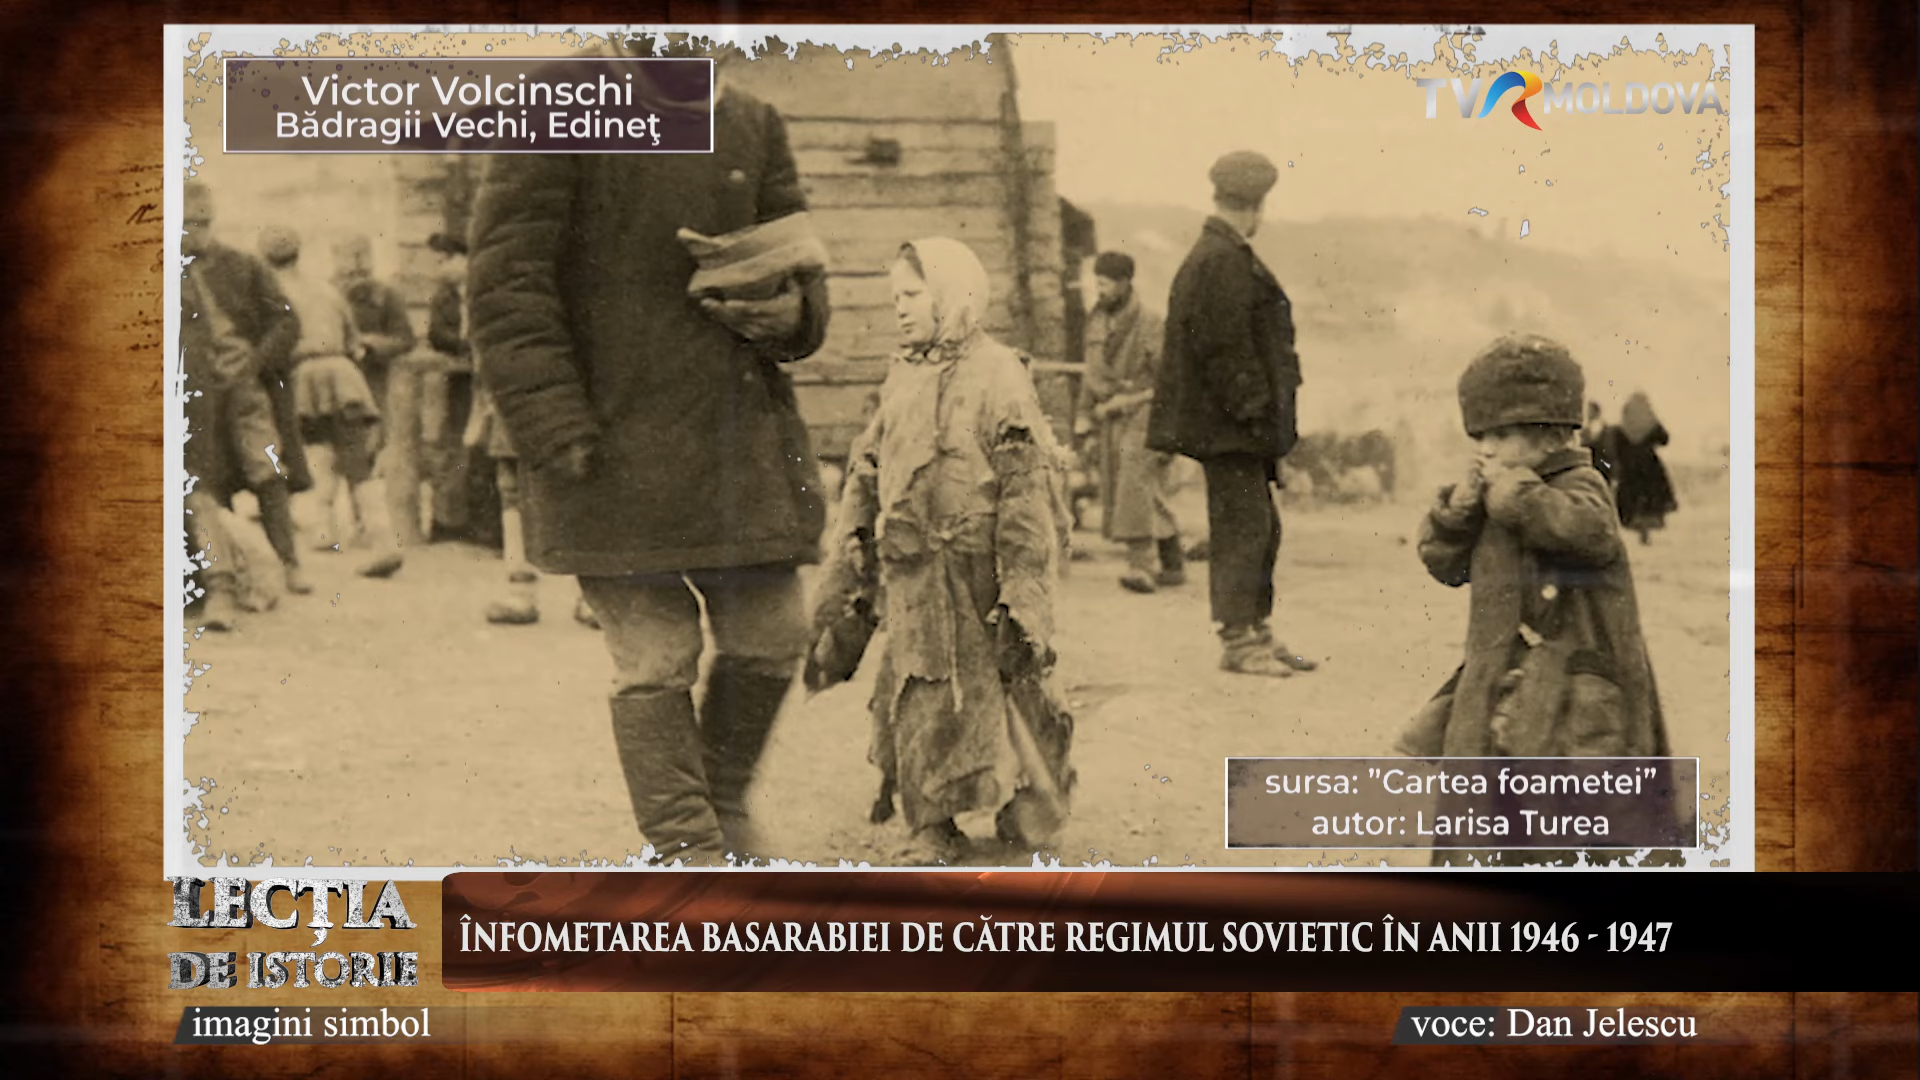 Victor Volcinschi
Bădragii Vechi, Edineţ
TVR MOLDOVA
sursa: ”Cartea foametei”
autor: Larisa Turea
LECȚIA
DE ISTORIE
ÎNFOMETAREA BASARABIEI DE CĂTRE REGIMUL SOVIETIC ÎN ANII 1946 - 1947
imagini simbol
voce: Dan Jelescu